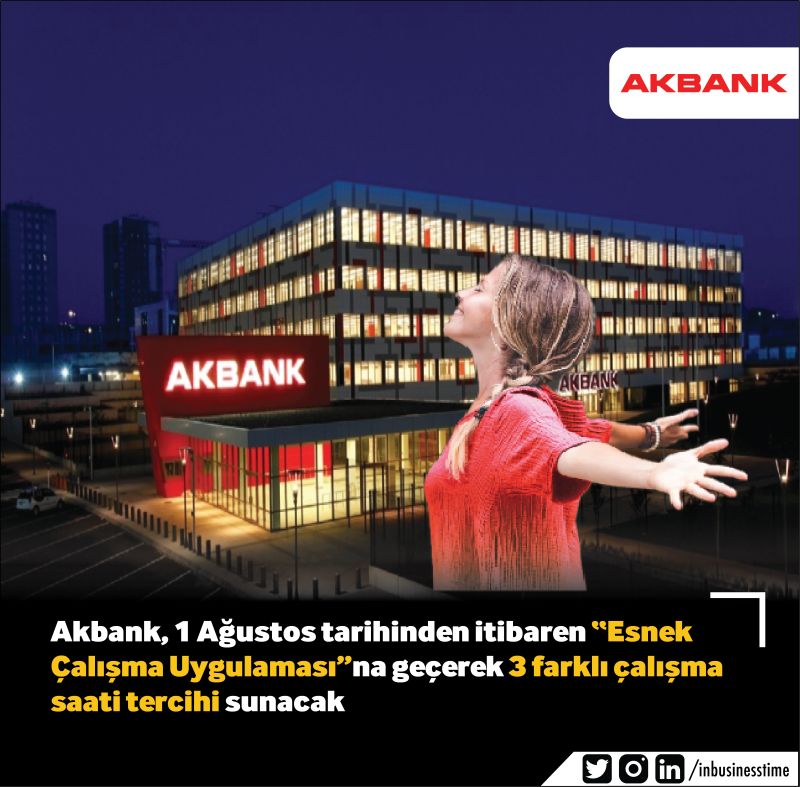 AKBANK
AKBANK
AKBANK
Akbank, 1 Ağustos tarihinden itibaren “Esnek
Çalışma Uygulaması”na geçerek 3 farklı çalışma
saati tercihi sunacak
/inbusinesstime